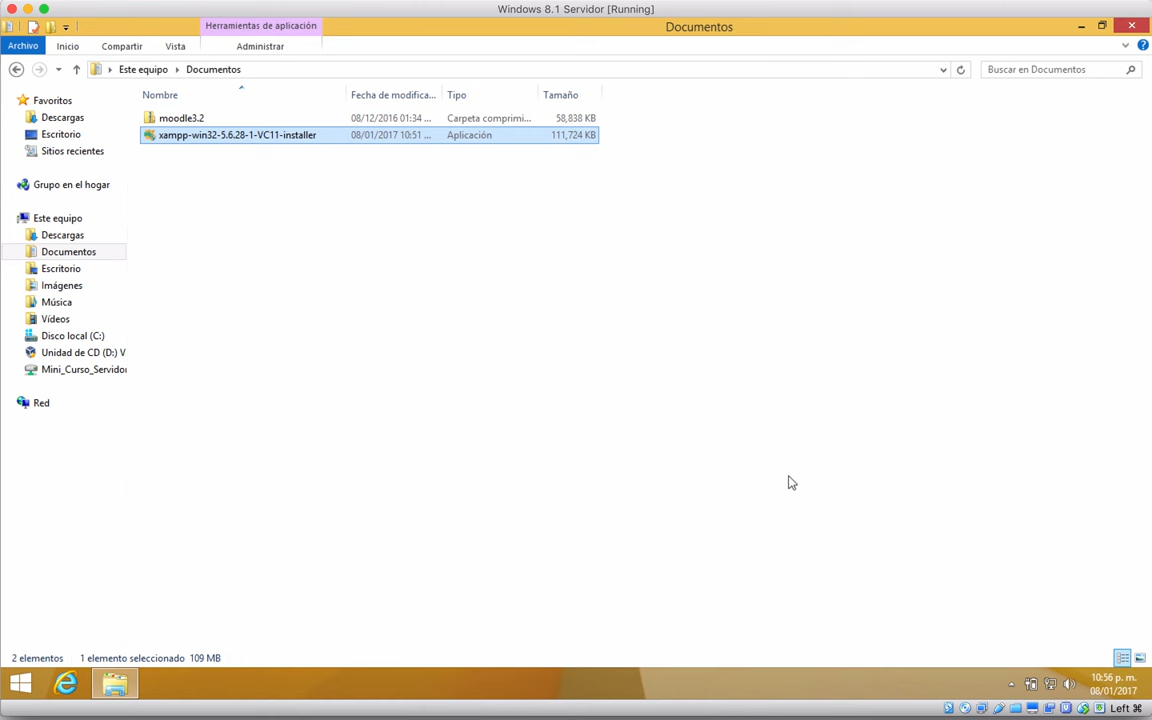 Windows 8.1 Servidor [Running]
Herramientas de aplicación
Documentos
Archivo
Inicio
Compartir
Vista
Administrar
Este equipo
Documentos
Buscar en Documentos
Favoritos
Descargas
Escritorio
Sitios recientes
Grupo en el hogar
Este equipo
Descargas
Documentos
Escritorio
Imágenes
Música
Vídeos
Disco local (C:)
Unidad de CD (D:) V
Mini_Curso_Servidor
Red
Nombre Fecha de modifica... Tipo Tamaño
moodle3.2 08/12/2016 01:34 ... Carpeta comprimi... 58,838 KB
xampp-win32-5.6.28-1-VC11-installer 08/01/2017 10:51 ... Aplicación 111,724 KB
2 elementos 1 elemento seleccionado 109 MB
10:56 p. m.
08/01/2017
Left ⌘